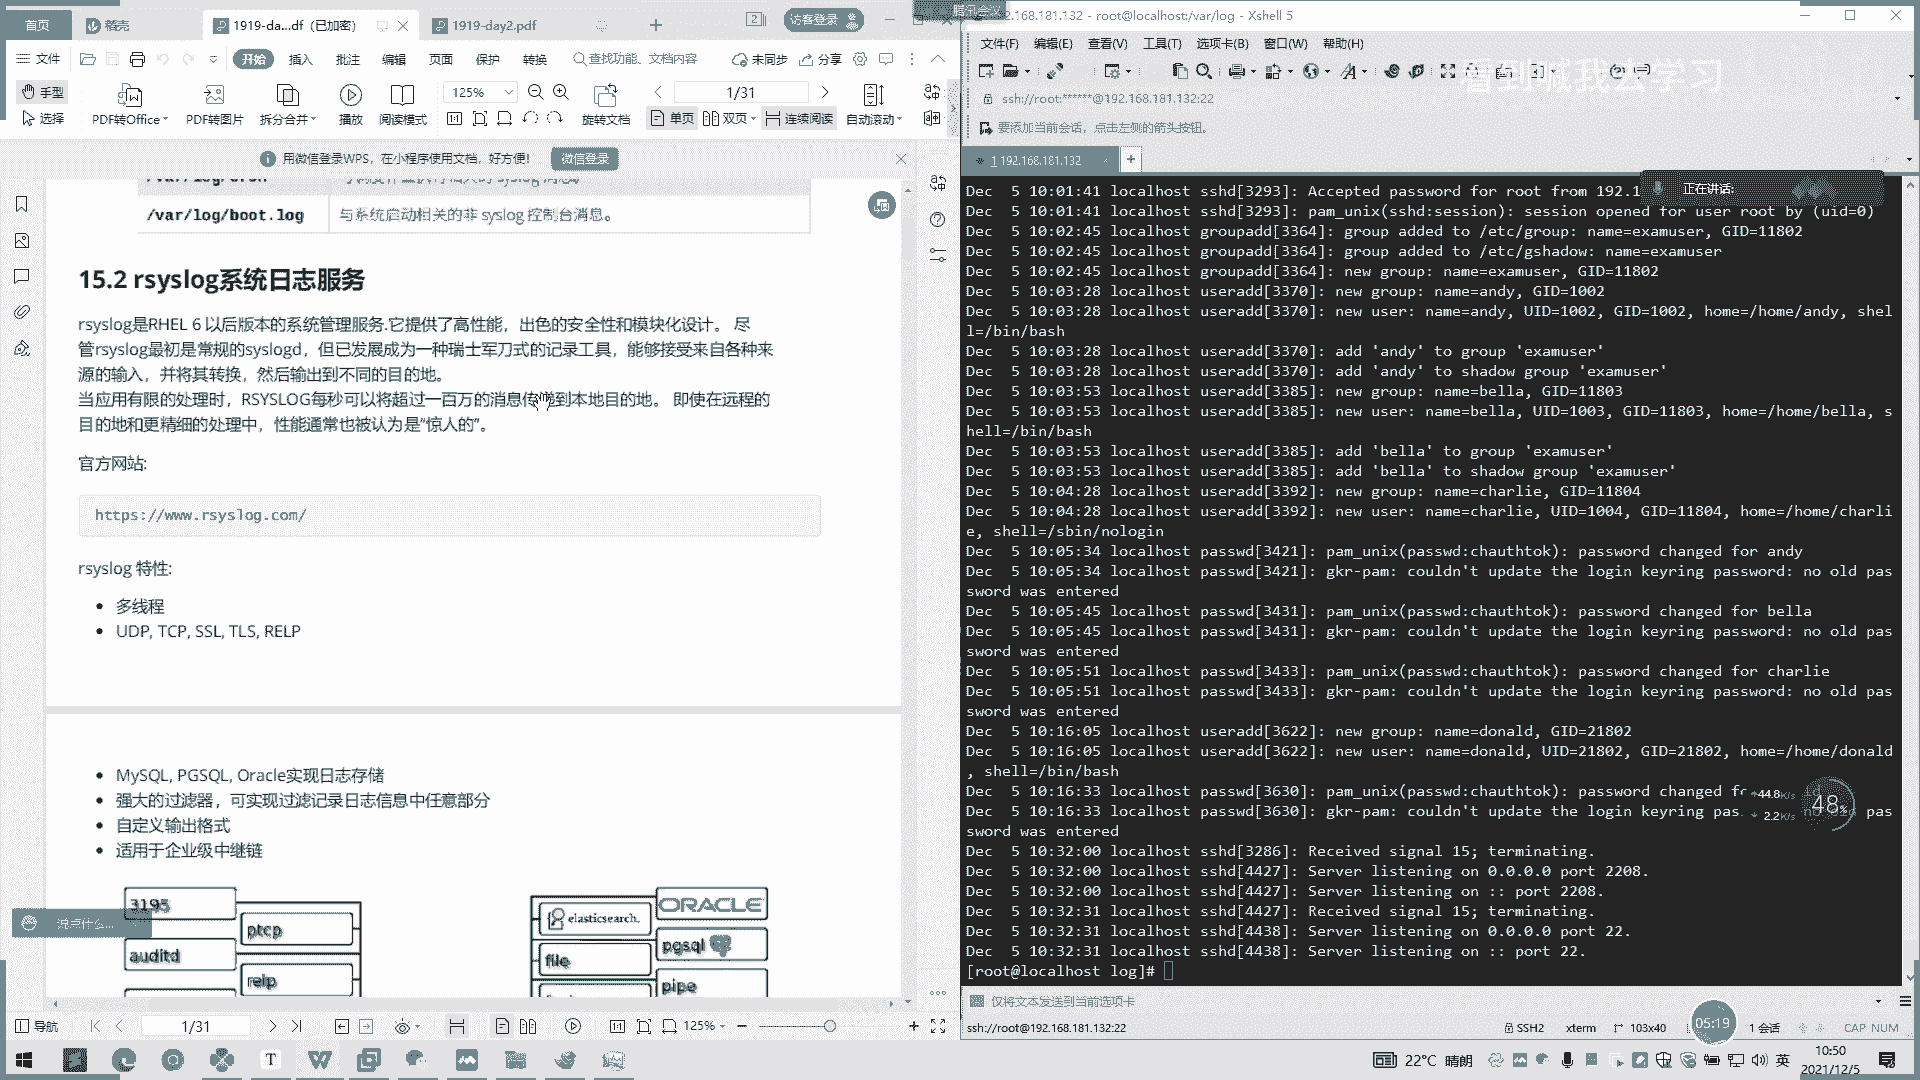 首页
稻壳
1919-da...df (已加密)
1919-day2.pdf
访客登录
文件
开始
插入
批注
编辑
页面
保护
转换
查找功能、文档内容
未同步
分享
手型
选择
PDF转Office
PDF转图片
拆分合并
播放
阅读模式
125%
旋转文档
1/31
单页
双页
连续阅读
自动滚动
用微信登录WPS，在小程序使用文档，好方便!
微信登录
/var/log/boot.log
与系统启动相关的非 syslog 控制台消息。
15.2 rsyslog系统日志服务
rsyslog是RHEL 6 以后版本的系统管理服务.它提供了高性能，出色的安全性和模块化设计。 尽
管rsyslog最初是常规的syslogd，但已发展成为一种瑞士军刀式的记录工具，能够接受来自各种来
源的输入，并将其转换，然后输出到不同的目的地。
当应用有限的处理时，RSYSLOG每秒可以将超过一百万的消息传递到本地目的地。 即使在远程的
目的地和更精细的处理中，性能通常也被认为是"惊人的"。
官方网站:
https://www.rsyslog.com/
rsyslog 特性:
多线程
UDP, TCP, SSL, TLS, RELP
MySQL, PGSQL, Oracle实现日志存储
强大的过滤器，可实现过滤记录日志信息中任意部分
自定义输出格式
适用于企业级中继链
3195
ptcp
auditd
relp
elasticsearch.
ORACLE
file
pgsql
pipe
说点什么...
导航
1/31
125%
腾讯会议
192.168.181.132 - root@localhost:/var/log - Xshell 5
文件(F)
编辑(E)
查看(V)
工具(T)
选项卡(B)
窗口(W)
帮助(H)
看到喊我去学习
ssh://root:******@192.168.181.132:22
要添加当前会话，点击左侧的箭头按钮。
1 192.168.181.132
正在讲话:
Dec  5 10:01:41 localhost sshd[3293]: Accepted password for root from 192.1
Dec  5 10:01:41 localhost sshd[3293]: pam_unix(sshd:session): session opened for user root by (uid=0)
Dec  5 10:02:45 localhost groupadd[3364]: group added to /etc/group: name=examuser, GID=11802
Dec  5 10:02:45 localhost groupadd[3364]: group added to /etc/gshadow: name=examuser
Dec  5 10:02:45 localhost groupadd[3364]: new group: name=examuser, GID=11802
Dec  5 10:03:28 localhost useradd[3370]: new group: name=andy, GID=1002
Dec  5 10:03:28 localhost useradd[3370]: new user: name=andy, UID=1002, GID=1002, home=/home/andy, shel
l=/bin/bash
Dec  5 10:03:28 localhost useradd[3370]: add 'andy' to group 'examuser'
Dec  5 10:03:28 localhost useradd[3370]: add 'andy' to shadow group 'examuser'
Dec  5 10:03:53 localhost useradd[3385]: new group: name=bella, GID=11803
Dec  5 10:03:53 localhost useradd[3385]: new user: name=bella, UID=1003, GID=11803, home=/home/bella, s
hell=/bin/bash
Dec  5 10:03:53 localhost useradd[3385]: add 'bella' to group 'examuser'
Dec  5 10:03:53 localhost useradd[3385]: add 'bella' to shadow group 'examuser'
Dec  5 10:04:28 localhost useradd[3392]: new group: name=charlie, GID=11804
Dec  5 10:04:28 localhost useradd[3392]: new user: name=charlie, UID=1004, GID=11804, home=/home/charli
e, shell=/sbin/nologin
Dec  5 10:05:34 localhost passwd[3421]: pam_unix(passwd:chauthtok): password changed for andy
Dec  5 10:05:34 localhost passwd[3421]: gkr-pam: couldn't update the login keyring password: no old pas
sword was entered
Dec  5 10:05:45 localhost passwd[3431]: pam_unix(passwd:chauthtok): password changed for bella
Dec  5 10:05:45 localhost passwd[3431]: gkr-pam: couldn't update the login keyring password: no old pas
sword was entered
Dec  5 10:05:51 localhost passwd[3433]: pam_unix(passwd:chauthtok): password changed for charlie
Dec  5 10:05:51 localhost passwd[3433]: gkr-pam: couldn't update the login keyring password: no old pas
sword was entered
Dec  5 10:16:05 localhost useradd[3622]: new group: name=donald, GID=21802
Dec  5 10:16:05 localhost useradd[3622]: new user: name=donald, UID=21802, GID=21802, home=/home/donald
, shell=/bin/bash
Dec  5 10:16:33 localhost passwd[3630]: pam_unix(passwd:chauthtok): password changed
Dec  5 10:16:33 localhost passwd[3630]: gkr-pam: couldn't update the login keyring pas pas
sword was entered
Dec  5 10:32:00 localhost sshd[3286]: Received signal 15; terminating.
Dec  5 10:32:00 localhost sshd[4427]: Server listening on 0.0.0.0 port 2208.
Dec  5 10:32:00 localhost sshd[4427]: Server listening on :: port 2208.
Dec  5 10:32:31 localhost sshd[4427]: Received signal 15; terminating.
Dec  5 10:32:31 localhost sshd[4438]: Server listening on 0.0.0.0 port 22.
Dec  5 10:32:31 localhost sshd[4438]: Server listening on :: port 22.
[root@localhost log]#
44.8K/s
2.2K/s
48%
仅将文本发送到当前选项卡
ssh://root@192.168.181.132:22
SSH2
xterm
103x40
05:19
1 会话
CAP NUM
22°C 晴朗
英
10:50
2021/12/5